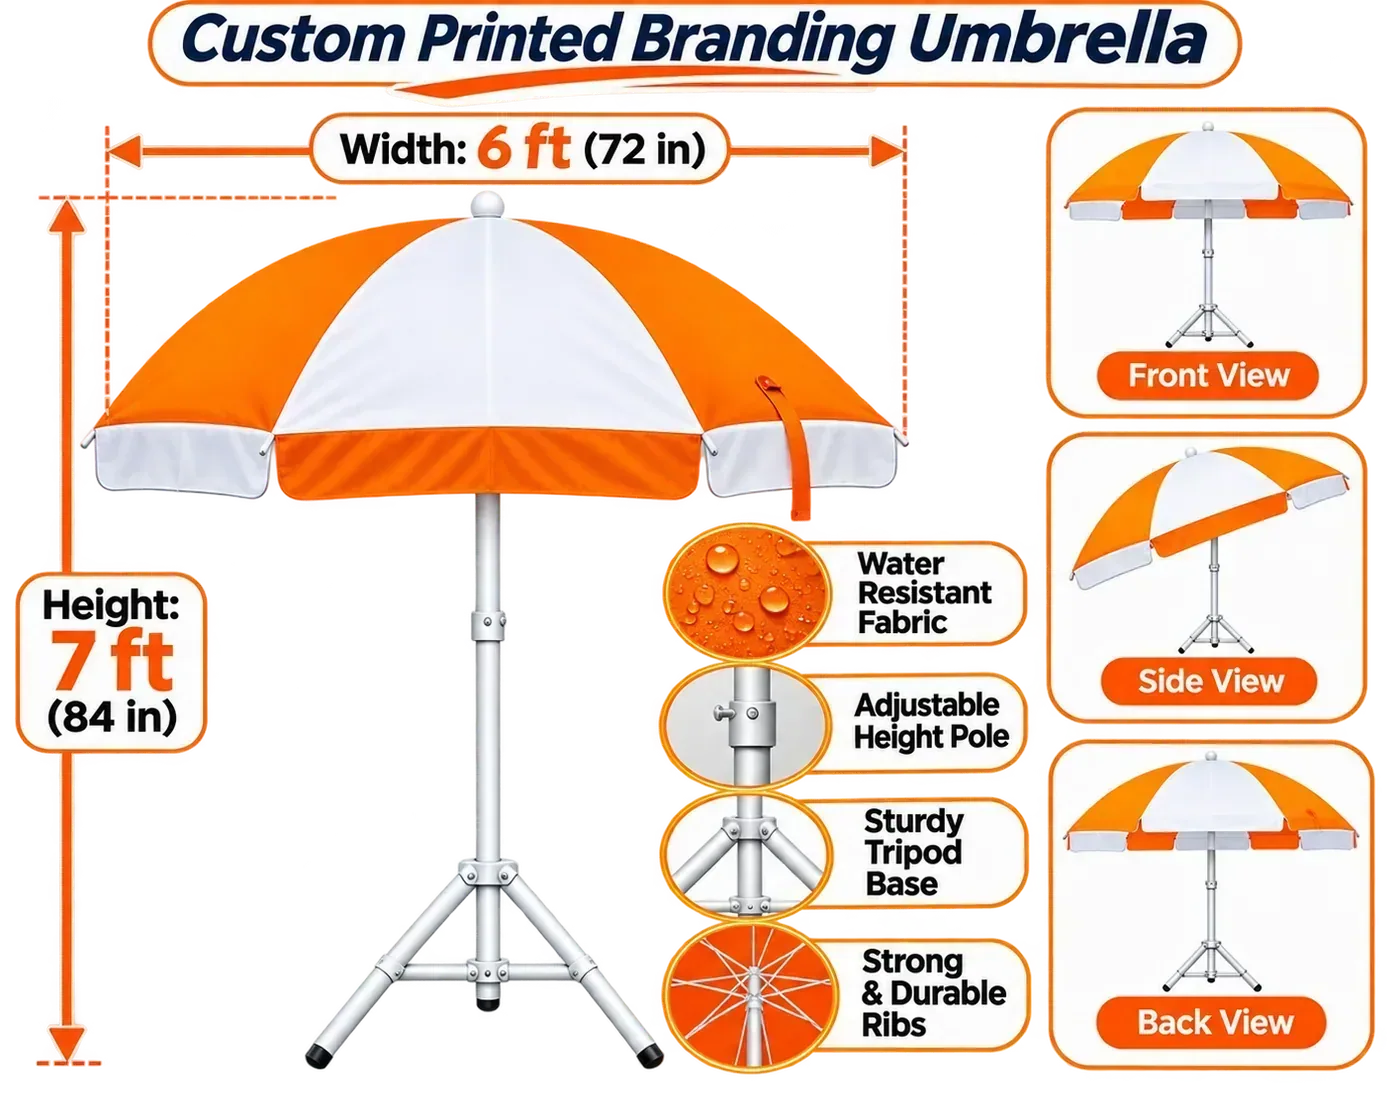 Custom Printed Branding Umbrella
Width: 6 ft (72 in)
Height:
7 ft
(84 in)
Water
Resistant
Fabric
Adjustable
Height Pole
Sturdy
Tripod
Base
Strong
& Durable
Ribs
Front View
Side View
Back View